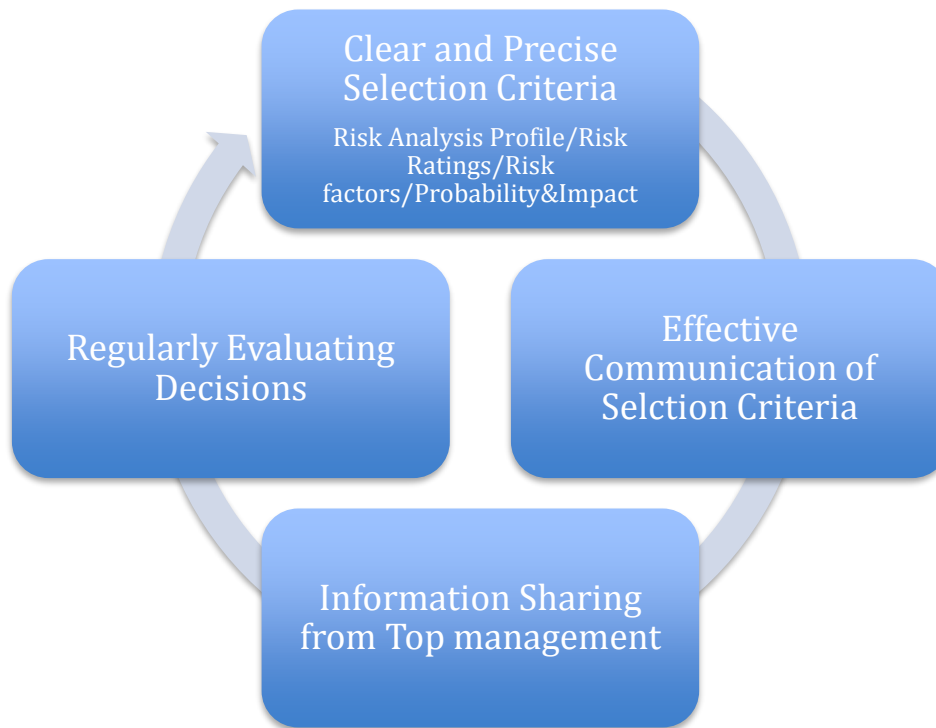 Clear and Precise
Selection Criteria
Risk Analysis Profile/Risk
Ratings/Risk
factors/Probability&Impact
Effective
Communication of
Selction Criteria
Information Sharing
from Top management
Regularly Evaluating
Decisions